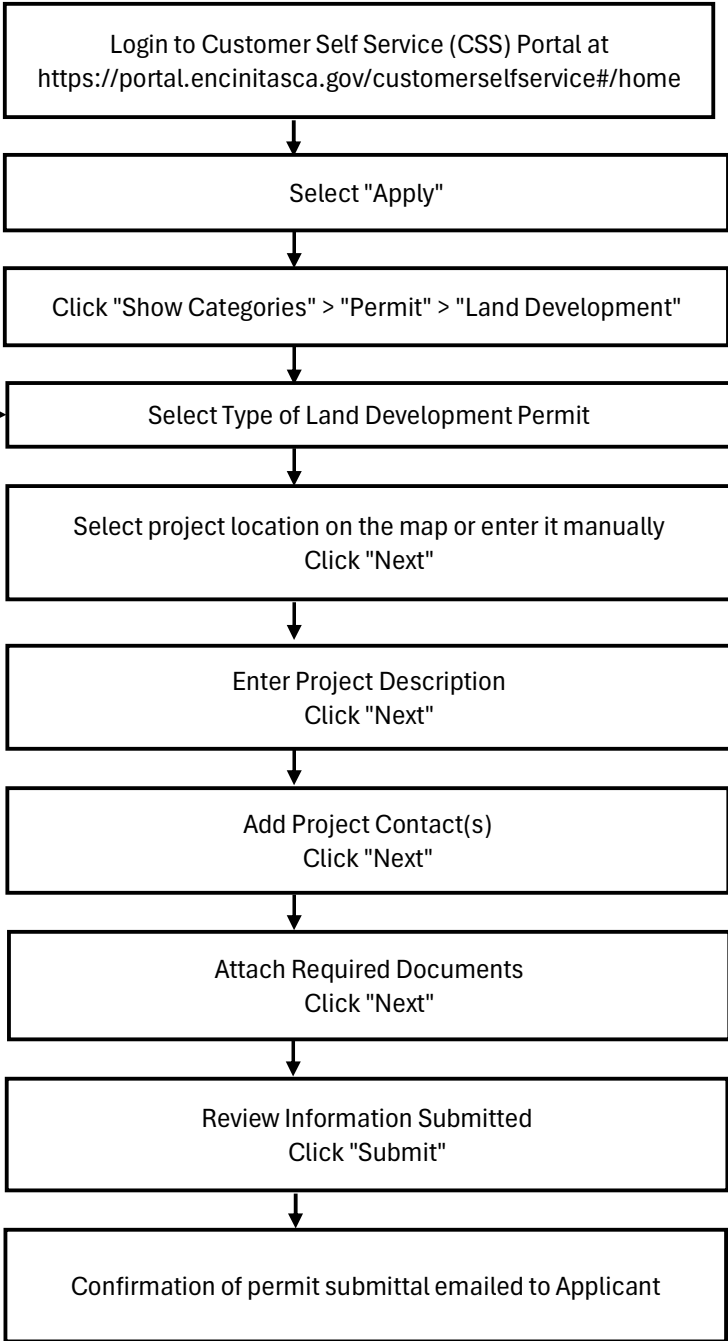 Login to Customer Self Service (CSS) Portal at
https://portal.encinitasca.gov/customerselfservice#/home
Select "Apply"
Click "Show Categories" > "Permit" > "Land Development"
Select Type of Land Development Permit
Select project location on the map or enter it manually
Click "Next"
Enter Project Description
Click "Next"
Add Project Contact(s)
Click "Next"
Attach Required Documents
Click "Next"
Review Information Submitted
Click "Submit"
Confirmation of permit submittal emailed to Applicant